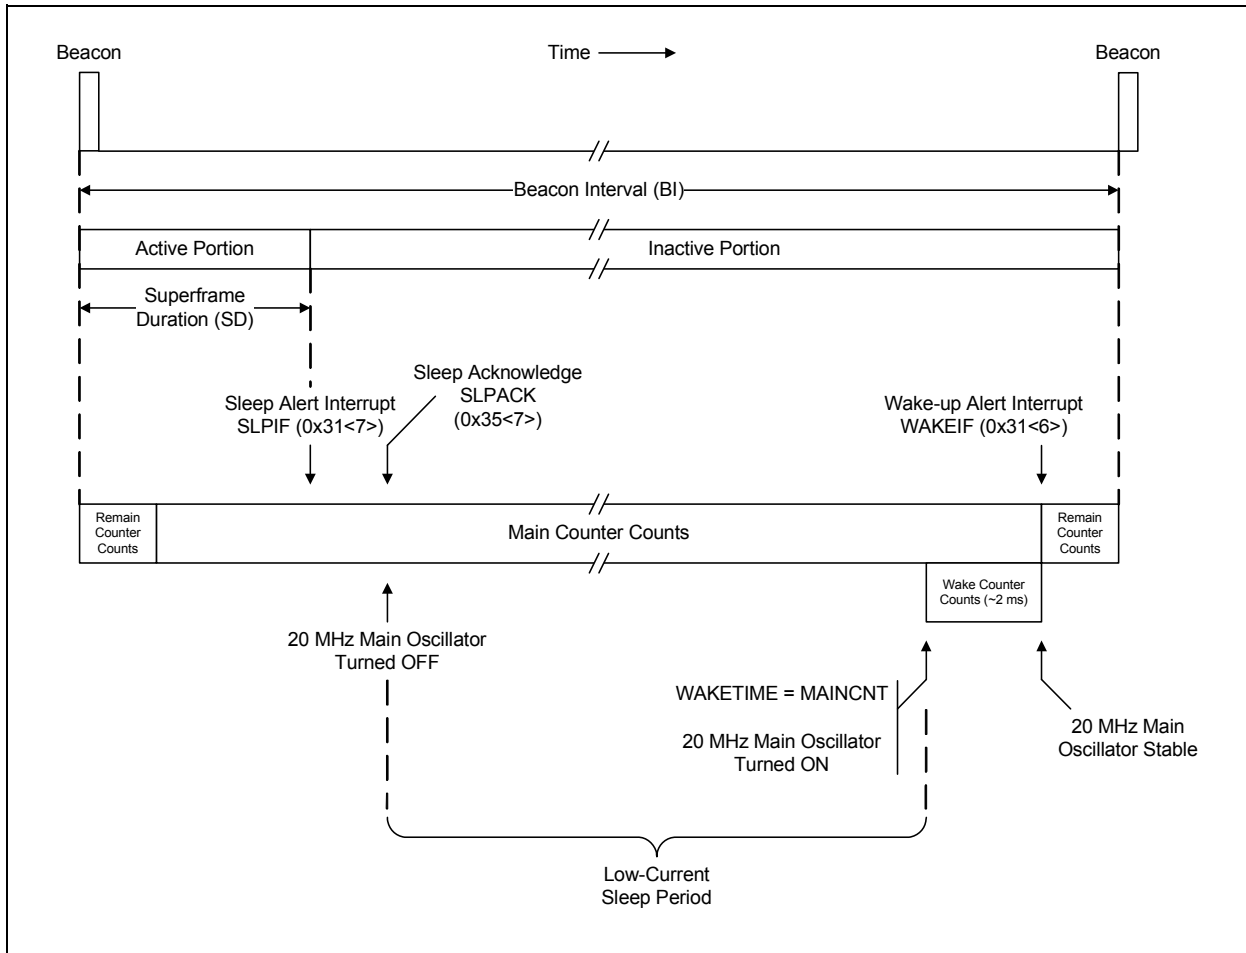 Beacon
Time
Beacon
Beacon Interval (BI)
Active Portion
Inactive Portion
Superframe
Duration (SD)
Sleep Alert Interrupt
SLPIF (0x31<7>)
Sleep Acknowledge
SLPACK
(0x35<7>)
Wake-up Alert Interrupt
WAKEIF (0x31<6>)
Remain
Counter
Counts
Main Counter Counts
Remain
Counter
Counts
Wake Counter
Counts (~2 ms)
20 MHz Main Oscillator
Turned OFF
WAKETIME = MAINCNT
20 MHz Main Oscillator
Turned ON
20 MHz Main
Oscillator Stable
Low-Current
Sleep Period